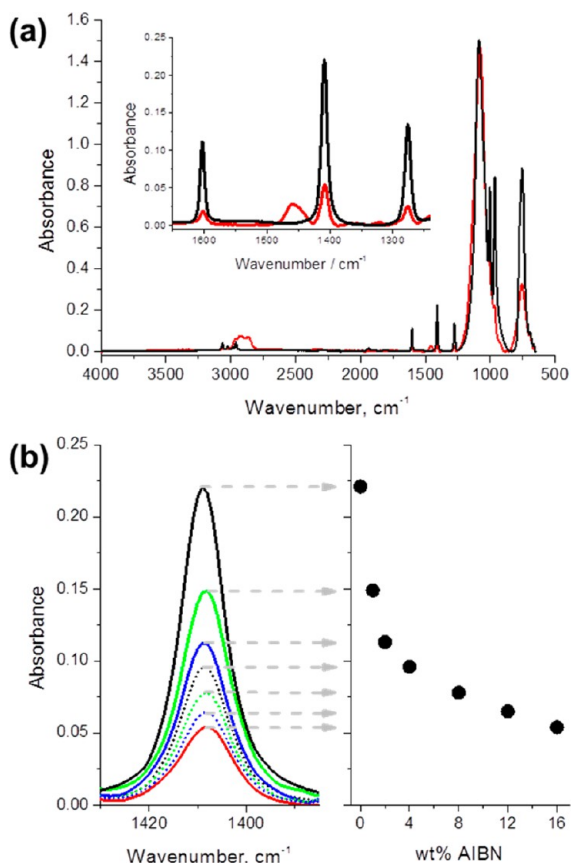 (a)
1.6
1.4
1.2
1.0
0.8
0.6
0.4
0.2
0.0
Absorbance
0.25
0.20
0.15
0.10
0.05
0.00
Absorbance
1600 1500 1400 1300
Wavenumber / cm⁻¹
4000 3500 3000 2500 2000 1500 1000 500
Wavenumber, cm⁻¹
(b)
0.25
0.20
0.15
0.10
0.05
0.00
Absorbance
1420 1400
Wavenumber, cm⁻¹
0 4 8 12 16
wt% AIBN